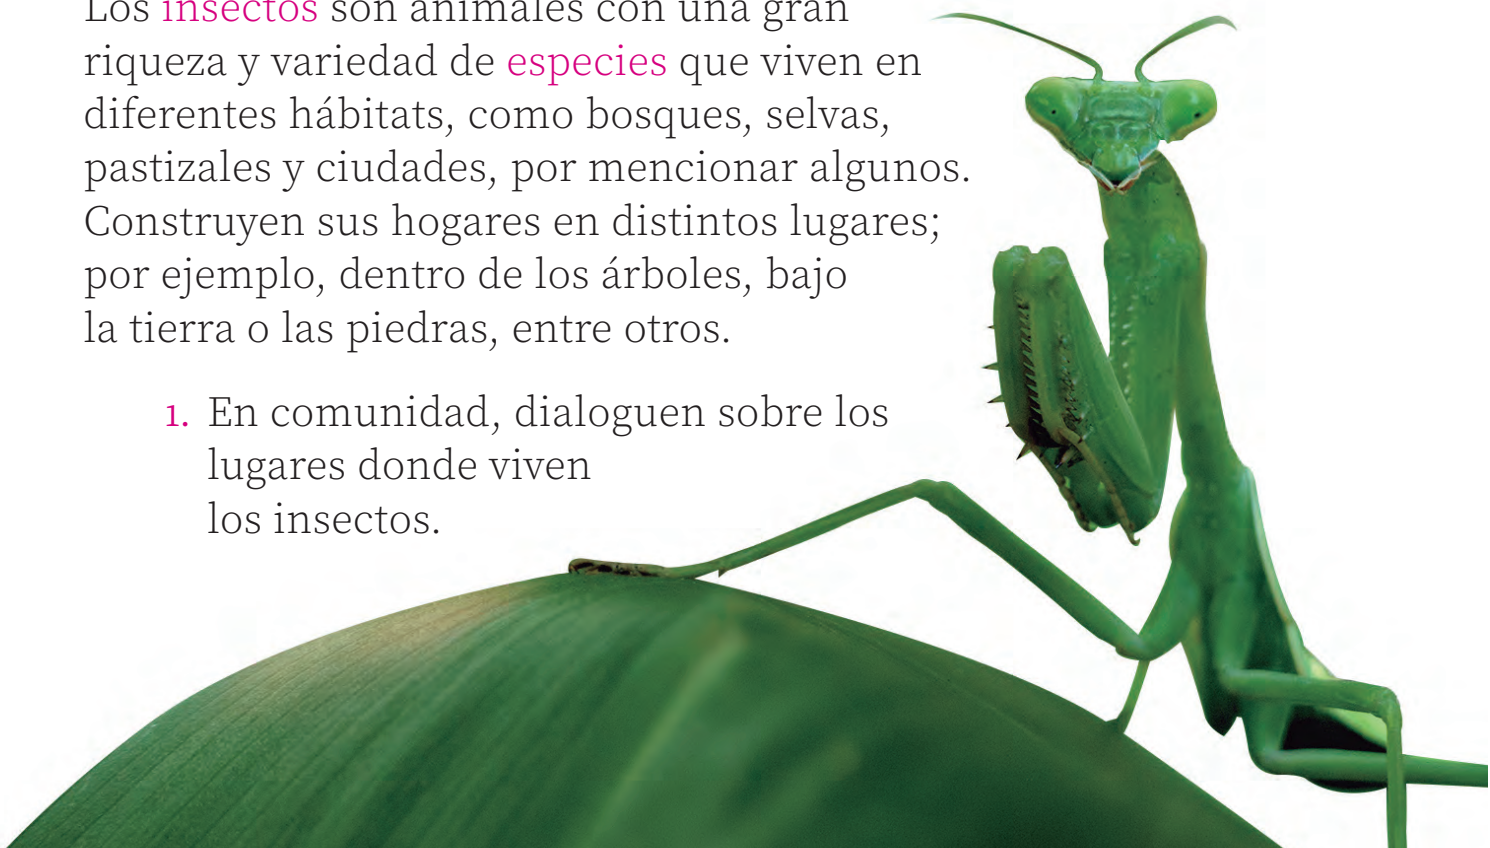 Los insectos son animales con una gran
riqueza y variedad de especies que viven en
diferentes hábitats, como bosques, selvas,
pastizales y ciudades, por mencionar algunos.
Construyen sus hogares en distintos lugares;
por ejemplo, dentro de los árboles, bajo
la tierra o las piedras, entre otros.
1. En comunidad, dialoguen sobre los
lugares donde viven
los insectos.